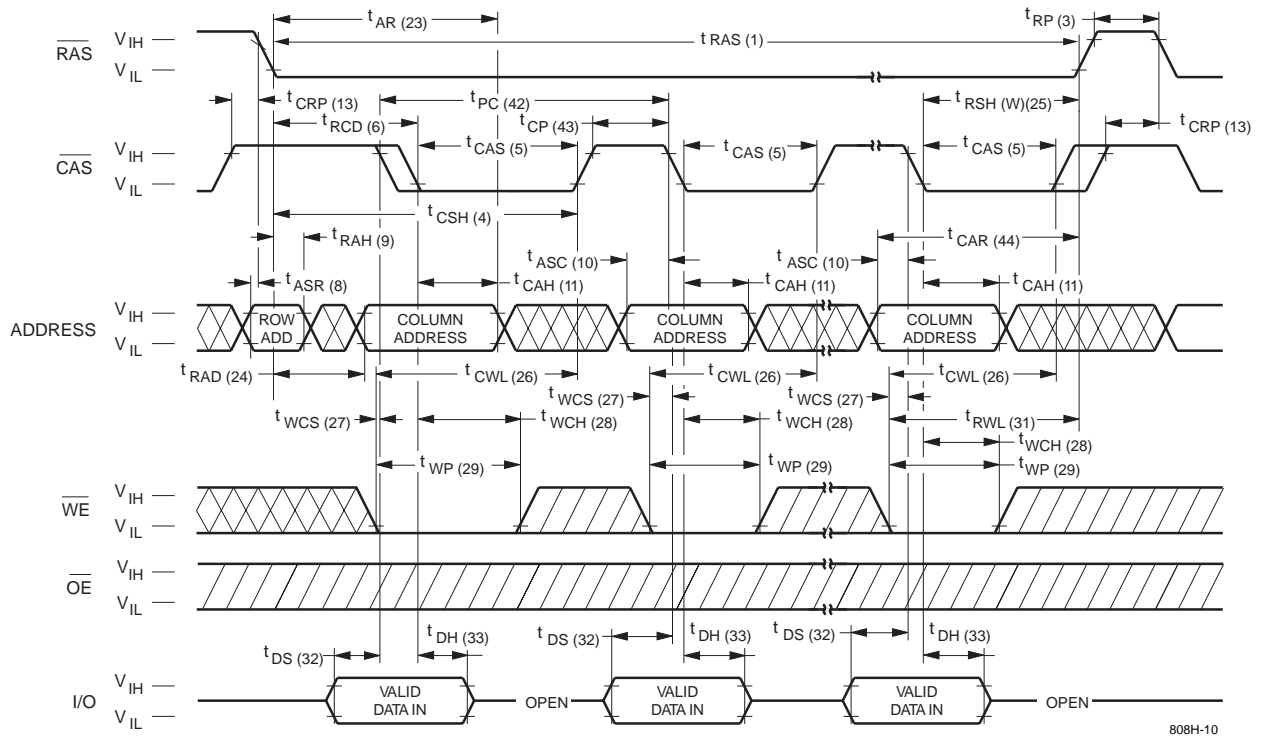 t AR (23)
t RP (3)
RAS
V IH
t RAS (1)
V IL
t CRP (13)
t PC (42)
t RSH (W)(25)
t RCD (6)
t CP (43)
t CRP (13)
CAS
V IH
t CAS (5)
t CAS (5)
t CAS (5)
V IL
t CSH (4)
t RAH (9)
t CAR (44)
t ASC (10)
t ASC (10)
t ASR (8)
t CAH (11)
t CAH (11)
t CAH (11)
ADDRESS
V IH
V IL
ROW ADD
COLUMN ADDRESS
COLUMN ADDRESS
COLUMN ADDRESS
t RAD (24)
t CWL (26)
t CWL (26)
t CWL (26)
t WCS (27)
t WCS (27)
t WCS (27)
t WCH (28)
t WCH (28)
t RWL (31)
t WCH (28)
t WP (29)
t WP (29)
t WP (29)
WE
V IH
V IL
OE
V IH
V IL
t DS (32)
t DH (33)
t DS (32)
t DH (33)
t DS (32)
t DH (33)
I/O
V IH
V IL
VALID DATA IN
OPEN
VALID DATA IN
VALID DATA IN
OPEN
808H-10